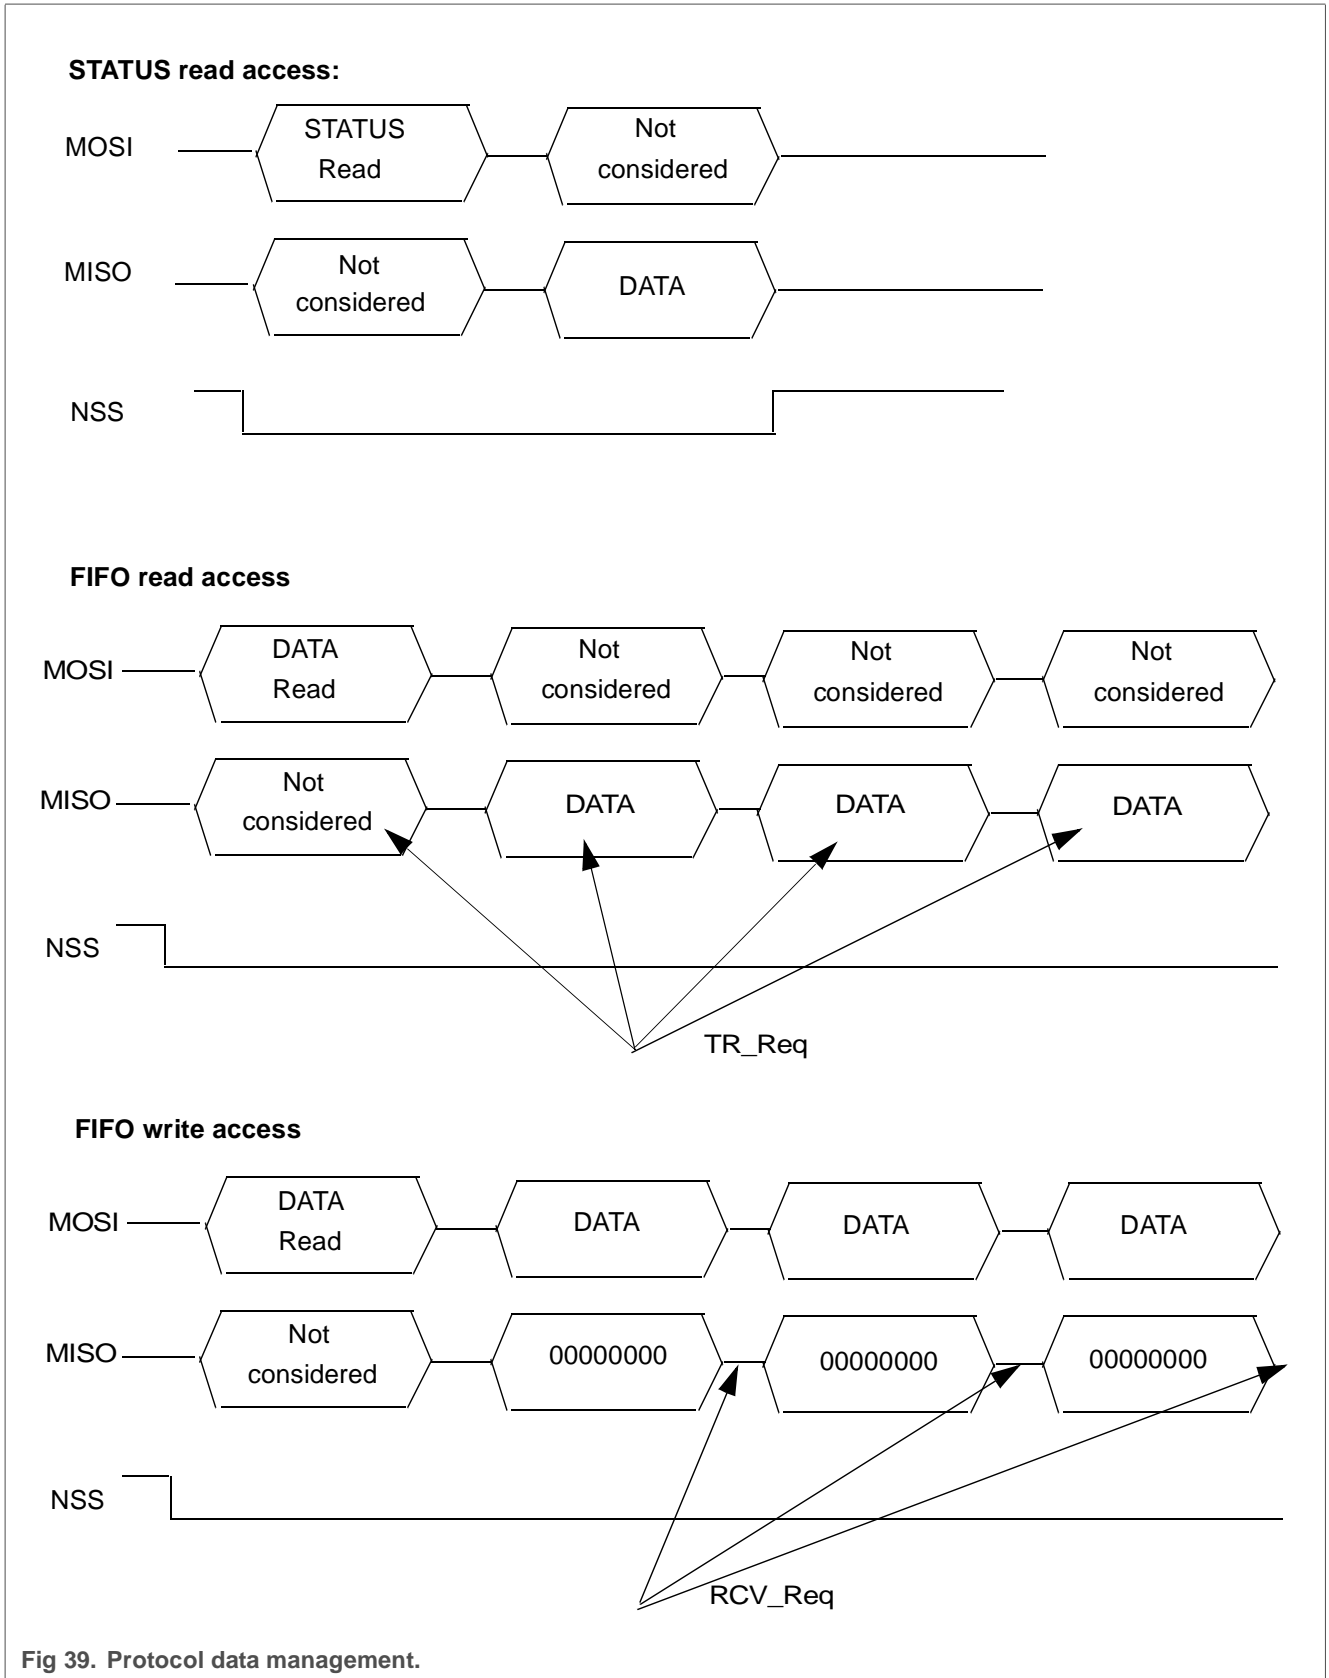 STATUS read access:
MOSI
STATUS
Read
Not
considered
MISO
Not
considered
DATA
NSS
FIFO read access
MOSI
DATA
Read
Not
considered
Not
considered
Not
considered
MISO
Not
considered
DATA
DATA
DATA
NSS
TR_Req
FIFO write access
MOSI
DATA
Read
DATA
DATA
DATA
MISO
Not
considered
00000000
00000000
00000000
NSS
RCV_Req
Fig 39. Protocol data management.